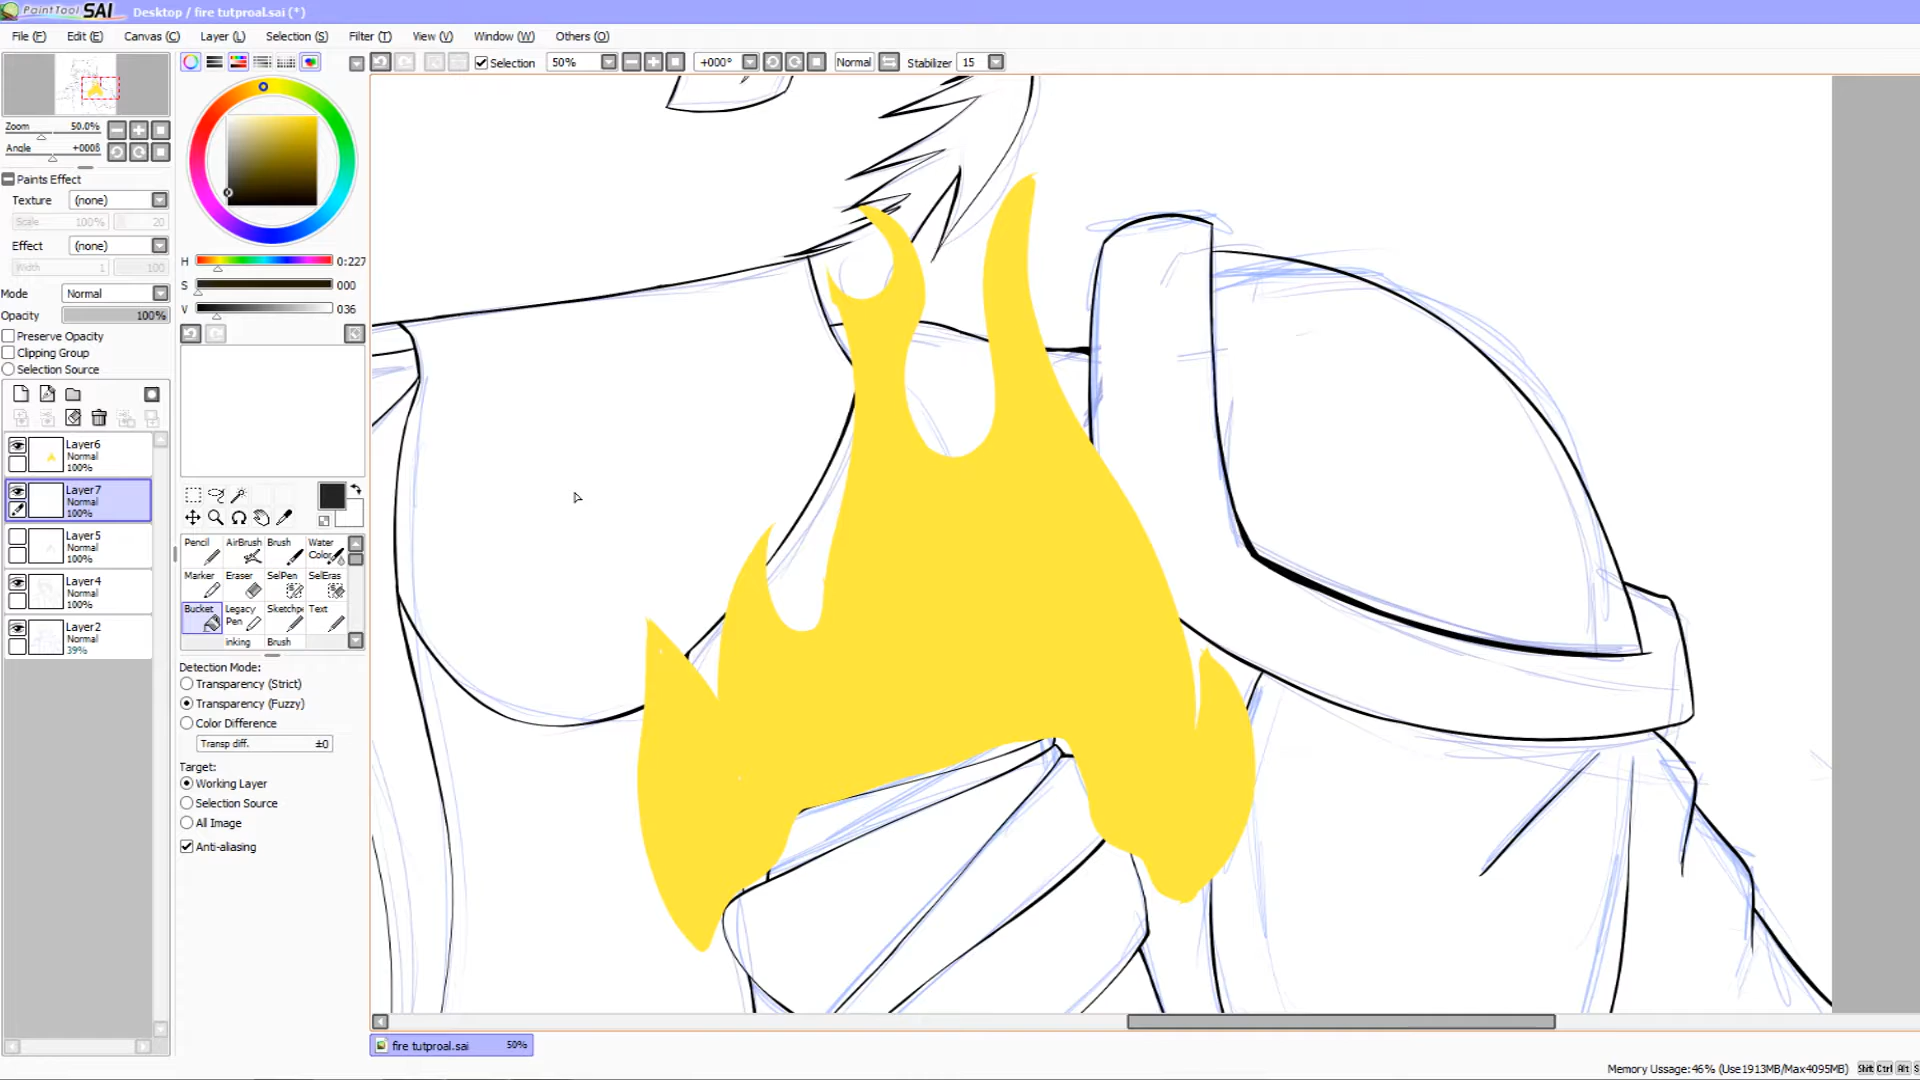 PaintTool SAI Desktop / fire tutproal.sai (*)
File (F) Edit (E) Canvas (C) Layer (L) Selection (S) Filter (T) View (V) Window (W) Others (O)
Selection 50% +000° Normal Stabilizer 15
Zoom 50.0%
Angle +000ß
Paints Effect
Texture (none)
Scale 100% 20
Effect (none)
Width 1 100
Mode Normal
Opacity 100%
Preserve Opacity
Clipping Group
Selection Source
Layer6
Normal
100%
Layer7
Normal
100%
Layer5
Normal
100%
Layer4
Normal
100%
Layer2
Normal
39%
H 0:227
S 000
V 036
Pencil AirBrush Brush Water Color
Marker Eraser SelPen SelEras
Bucket Legacy Pen Sketchpe Text
inking Brush
Detection Mode:
Transparency (Strict)
Transparency (Fuzzy)
Color Difference
Transp diff. ±0
Target:
Working Layer
Selection Source
All Image
Anti-aliasing
fire tutproal.sai 50%
Memory Ussage:46% (Use1913MB/Max4095MB) Shit Ctrl Alt S